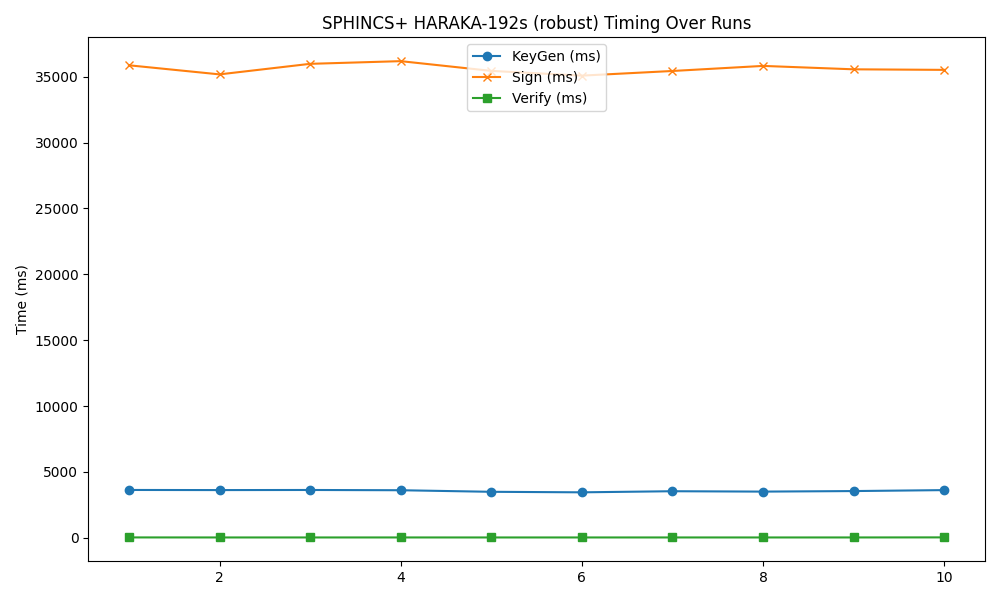 SPHINCS+ HARAKA-192s (robust) Timing Over Runs
KeyGen (ms)
Sign (ms)
Verify (ms)
Time (ms)
35000
30000
25000
20000
15000
10000
5000
0
2
4
6
8
10